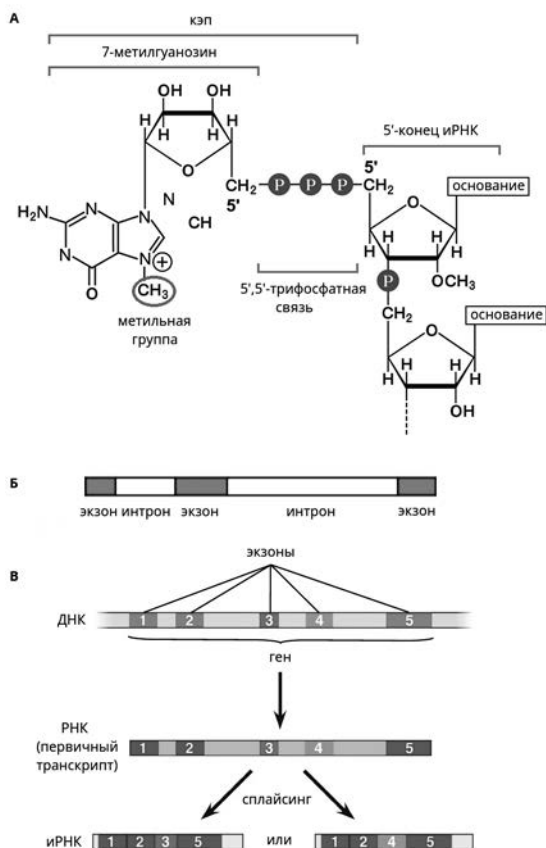 А
кэп
7-метилгуанозин
OH OH
5'-конец иРНК
H H
H H
O
CH₂
5'
P P P
5'
CH₂
основание
N
CH
H₂N
N
N
HN
N
O
CH₃
метильная
группа
5',5'-трифосфатная
связь
O
H H
H H
P
OCH₃
CH₂
основание
O
H H
H H
OH
Б
экзон интрон экзон интрон экзон
В
экзоны
ДНК
1 2 3 4 5
ген
РНК
(первичный
транскрипт)
1 2 3 4 5
сплайсинг
иРНК
1 2 3 5
или
1 2 4 5